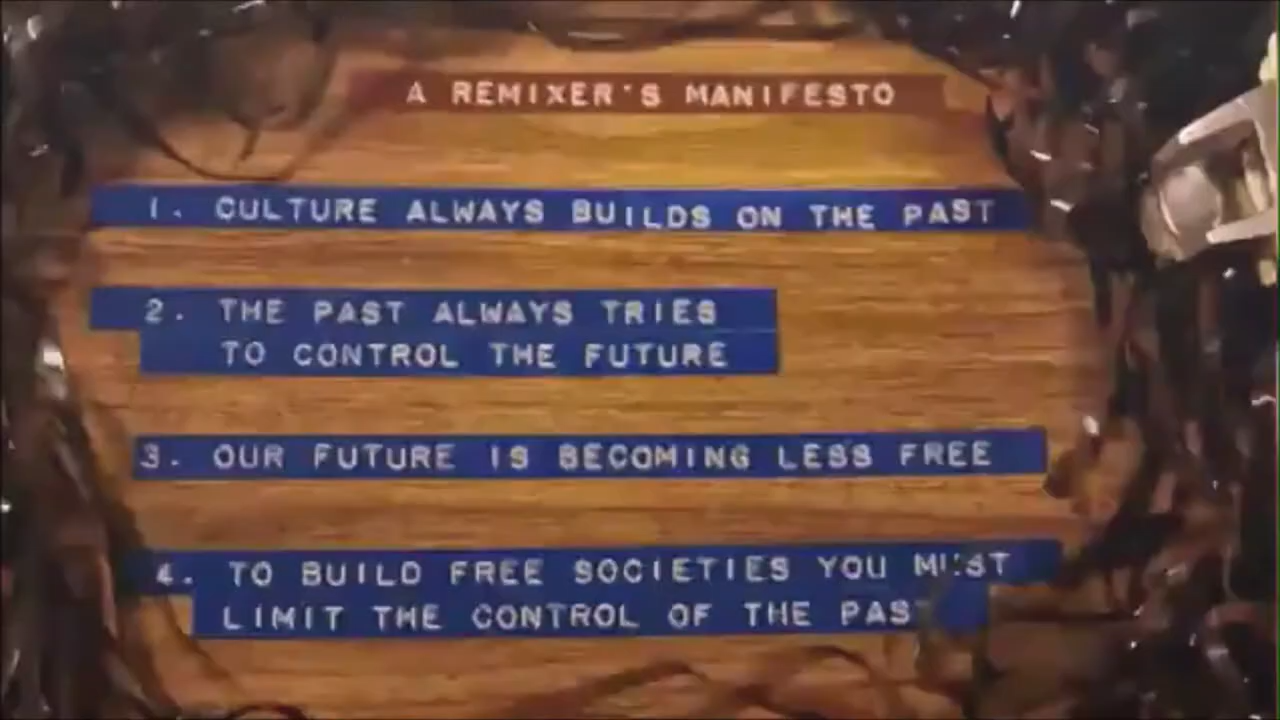 A REMIXER'S MANIFESTO
1. CULTURE ALWAYS BUILDS ON THE PAST
2. THE PAST ALWAYS TRIES
TO CONTROL THE FUTURE
3. OUR FUTURE IS BECOMING LESS FREE
4. TO BUILD FREE SOCIETIES YOU MUST
LIMIT THE CONTROL OF THE PAST